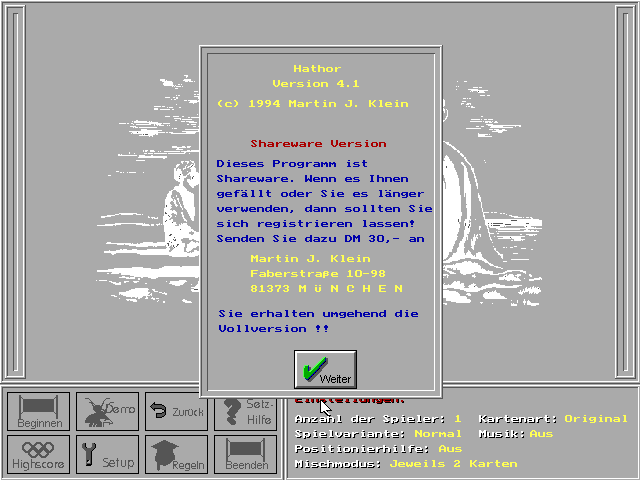 Hathor
Version 4.1
(c) 1994 Martin J. Klein
Shareware Version
Dieses Programm ist
Shareware. Wenn es Ihnen
gefällt oder Sie es länger
verwenden, dann sollten Sie
sich registrieren lassen!
Senden Sie dazu DM 30,- an
Martin J. Klein
Faberstraße 10-98
81373 M ü N C H E N
Sie erhalten umgehend die
Vollversion !!
Weiter
Beginnen
Demo
Zurück
Setz-
Hilfe
Highscore
Setup
Regeln
Beenden
Einstellungen:
Anzahl der Spieler: 1 Kartenart: Original
Spielvariante: Normal Musik: Aus
Positionierhilfe: Aus
Mischmodus: Jeweils 2 Karten